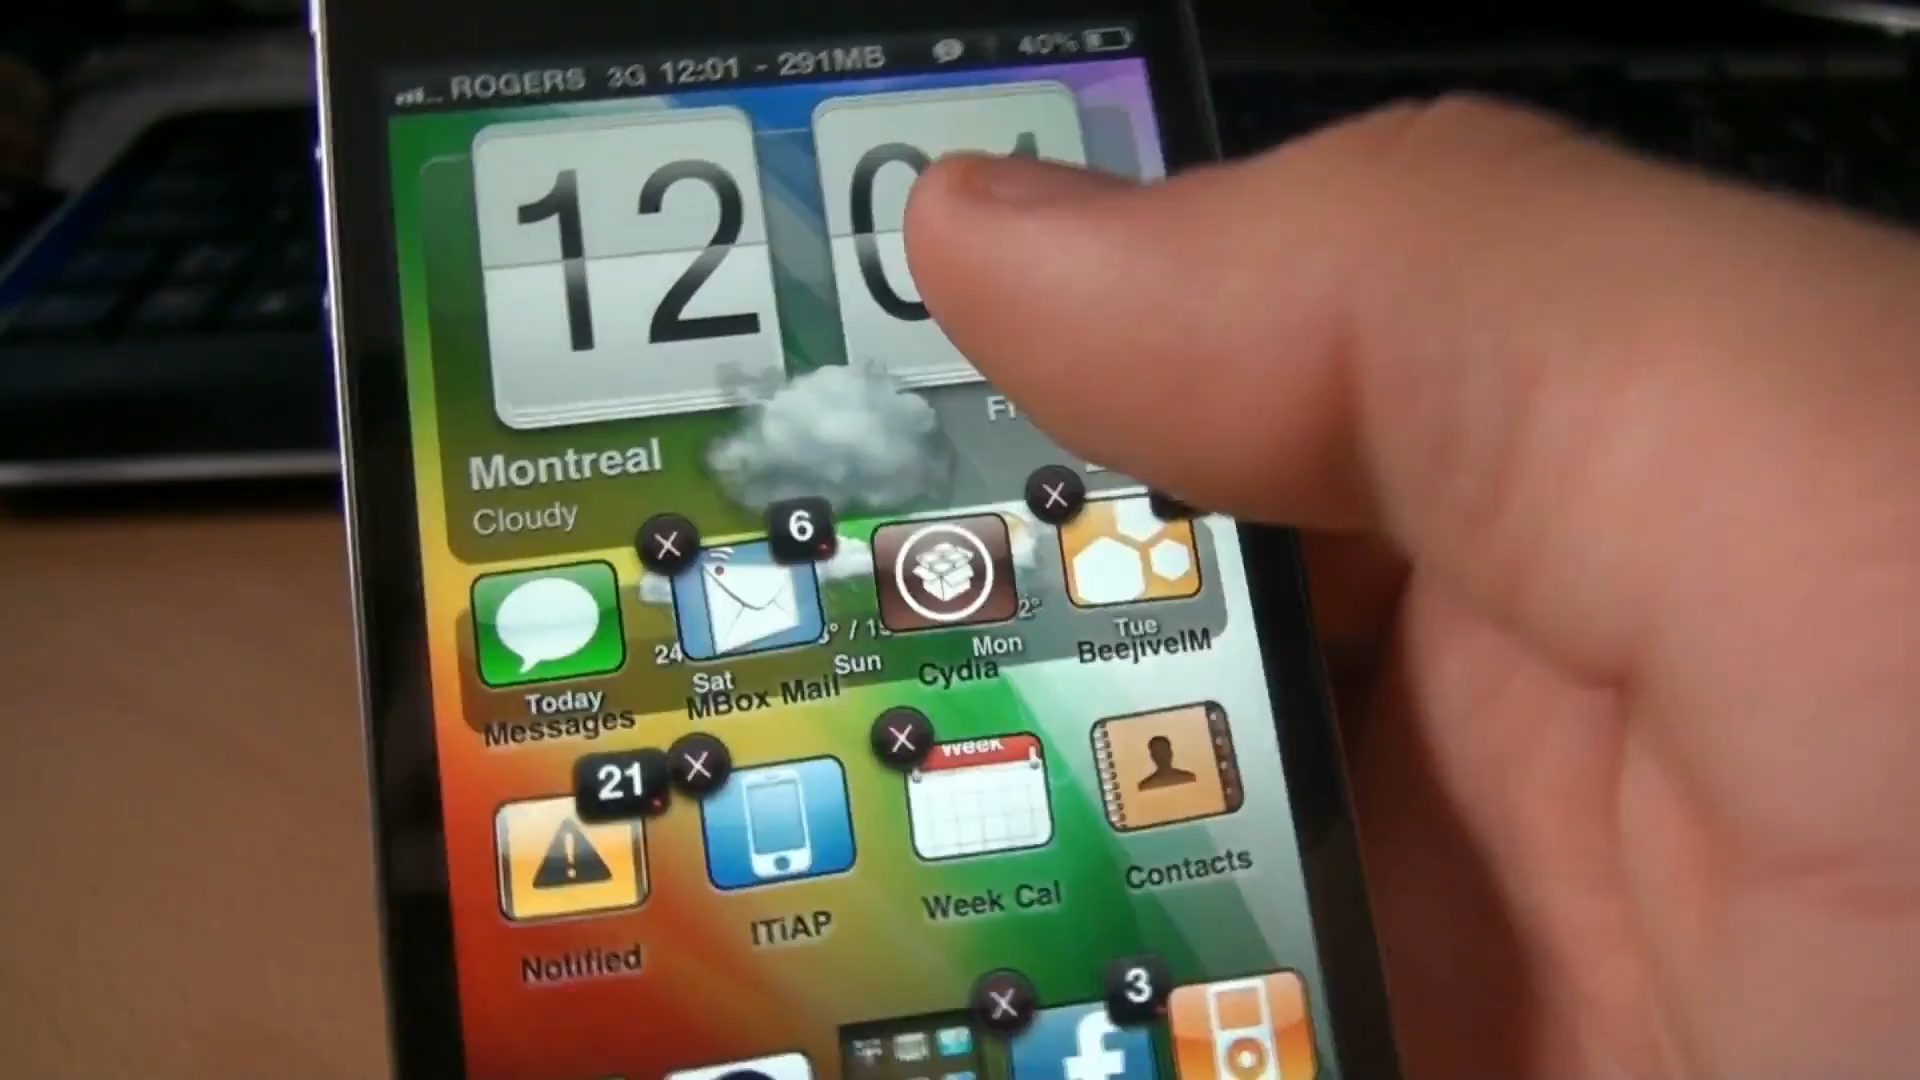 ROGERS 3G 12:01 - 291MB 40%
12
Montreal
Cloudy
6
24
Today Sat Sun Mon Tue
Messages MBox Mail Cydia BeejiveIM
21
Week
Notified ITiAP Week Cal Contacts
3
f